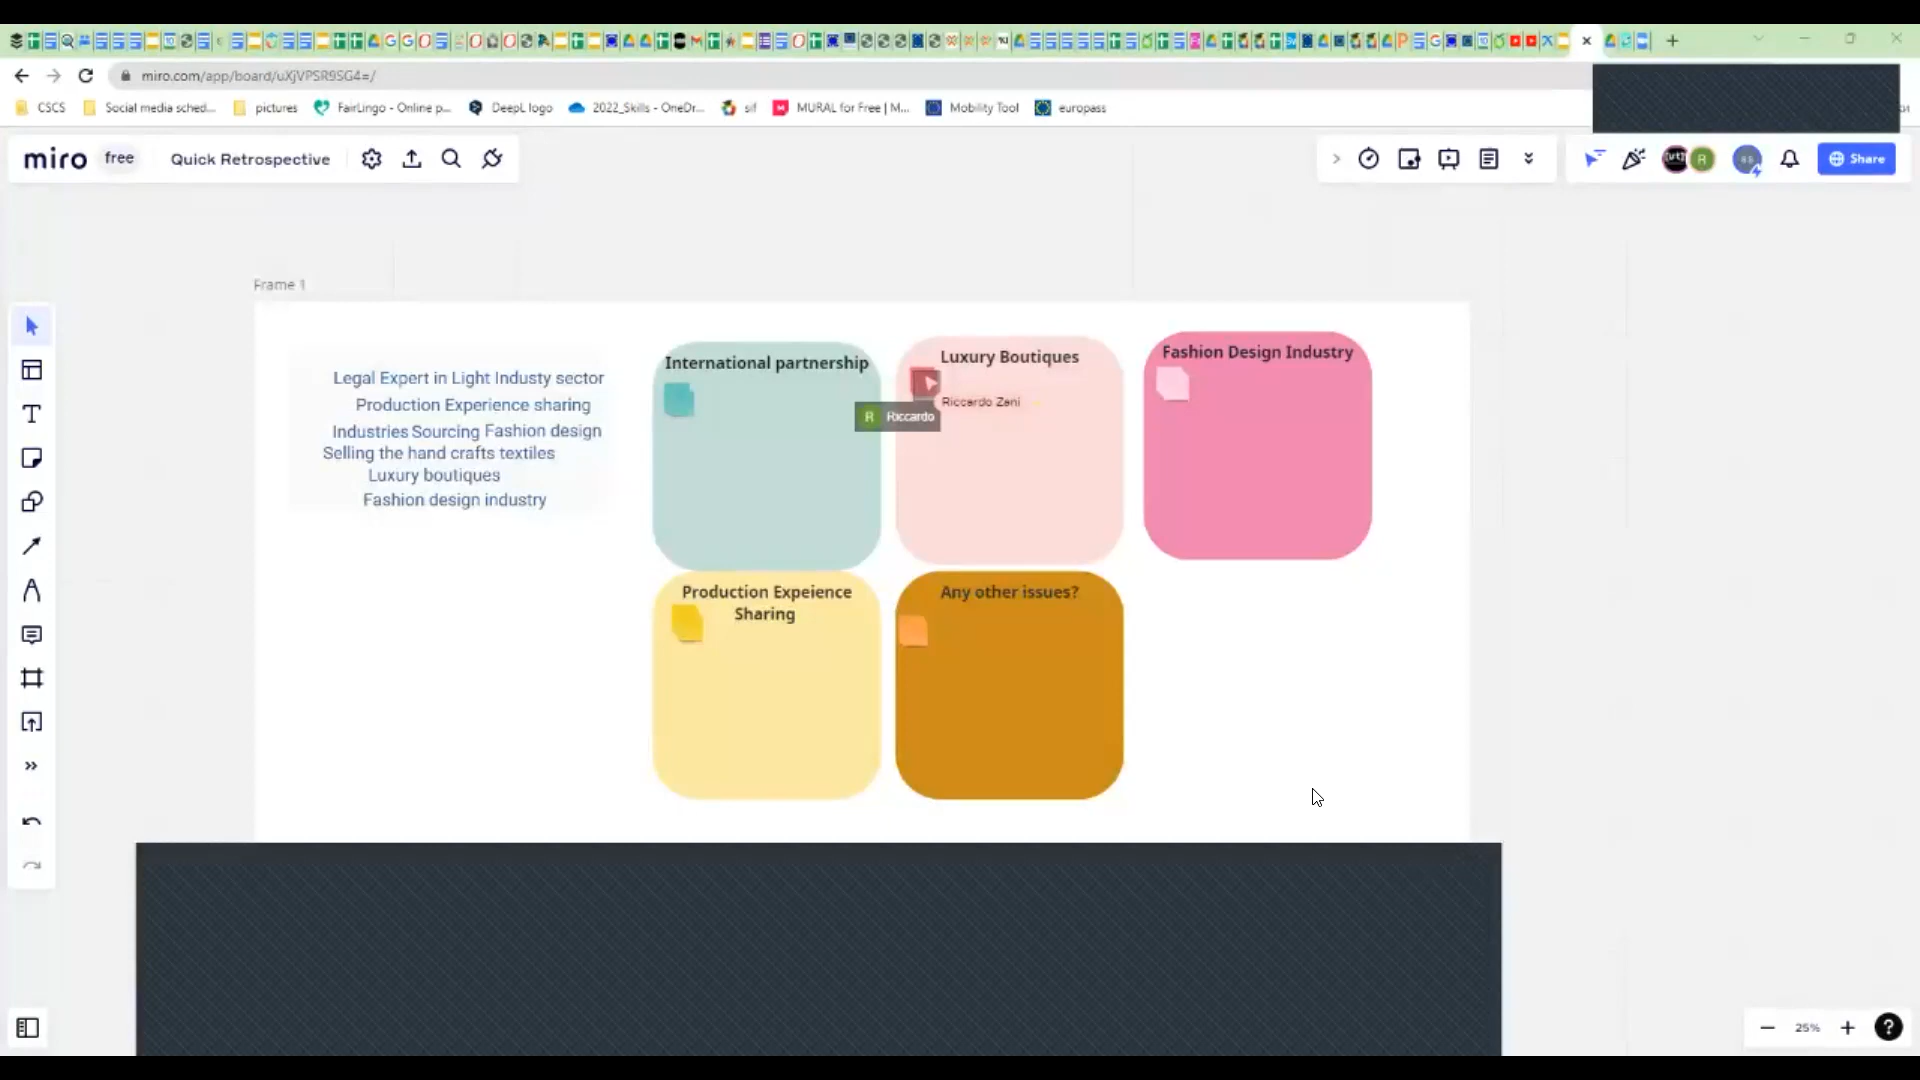 miro.com/app/board/uXjVPSR9SG4=/
CSCS
Social media sched...
pictures
FairLingo - Online p...
DeepL logo
2022_Skills - OneDr...
sif
MURAL for Free | M...
Mobility Tool
europass
miro
free
Quick Retrospective
Share
Frame 1
Legal Expert in Light Industy sector
Production Experience sharing
Industries Sourcing Fashion design
Selling the hand crafts textiles
Luxury boutiques
Fashion design industry
International partnership
Luxury Boutiques
Riccardo Zani
R Riccardo
Fashion Design Industry
Production Expeience
Sharing
Any other issues?
25%